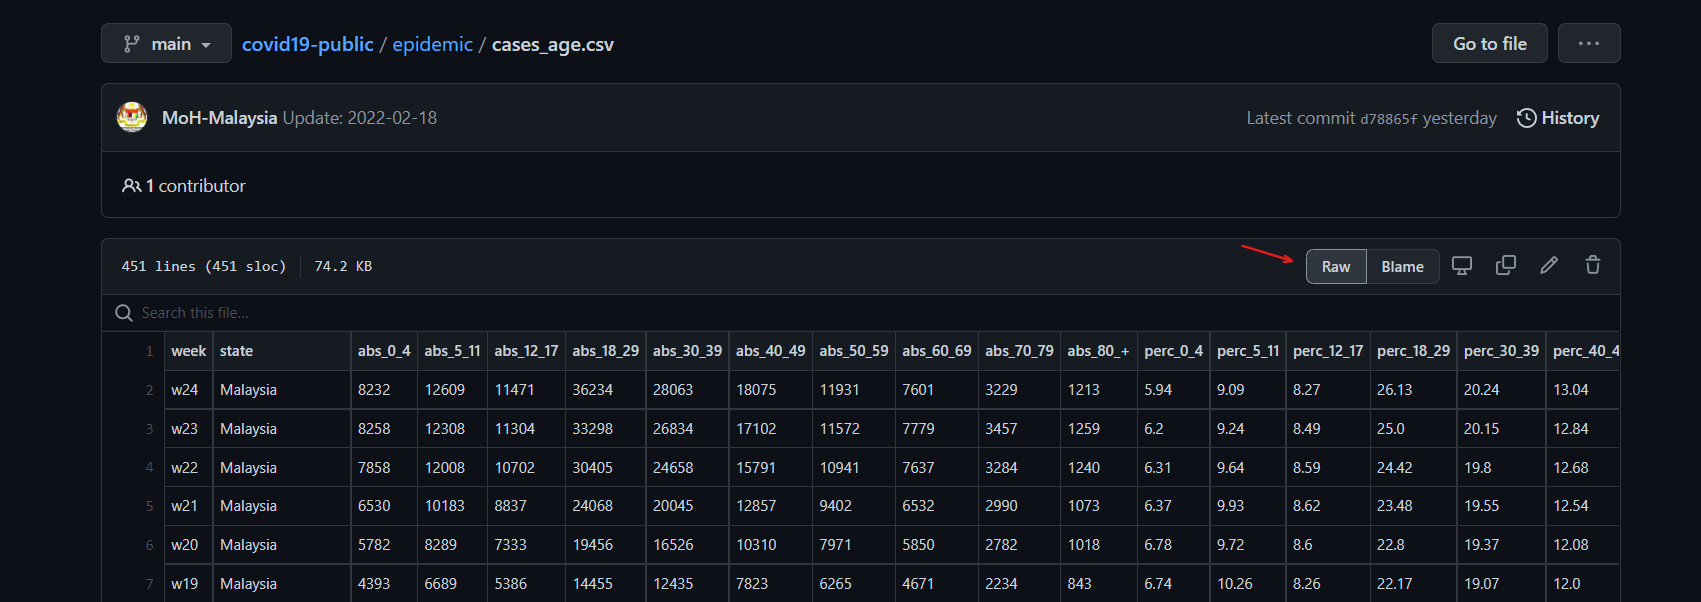 main covid19-public / epidemic / cases_age.csv Go to file ...
MoH-Malaysia Update: 2022-02-18 Latest commit d78865f yesterday History
1 contributor
451 lines (451 sloc) 74.2 KB Raw Blame
Search this file...
1 week state abs_0_4 abs_5_11 abs_12_17 abs_18_29 abs_30_39 abs_40_49 abs_50_59 abs_60_69 abs_70_79 abs_80_+ perc_0_4 perc_5_11 perc_12_17 perc_18_29 perc_30_39 perc_40_4
2 w24 Malaysia 8232 12609 11471 36234 28063 18075 11931 7601 3229 1213 5.94 9.09 8.27 26.13 20.24 13.04
3 w23 Malaysia 8258 12308 11304 33298 26834 17102 11572 7779 3457 1259 6.2 9.24 8.49 25.0 20.15 12.84
4 w22 Malaysia 7858 12008 10702 30405 24658 15791 10941 7637 3284 1240 6.31 9.64 8.59 24.42 19.8 12.68
5 w21 Malaysia 6530 10183 8837 24068 20045 12857 9402 6532 2990 1073 6.37 9.93 8.62 23.48 19.55 12.54
6 w20 Malaysia 5782 8289 7333 19456 16526 10310 7971 5850 2782 1018 6.78 9.72 8.6 22.8 19.37 12.08
7 w19 Malaysia 4393 6689 5386 14455 12435 7823 6265 4671 2234 843 6.74 10.26 8.26 22.17 19.07 12.0